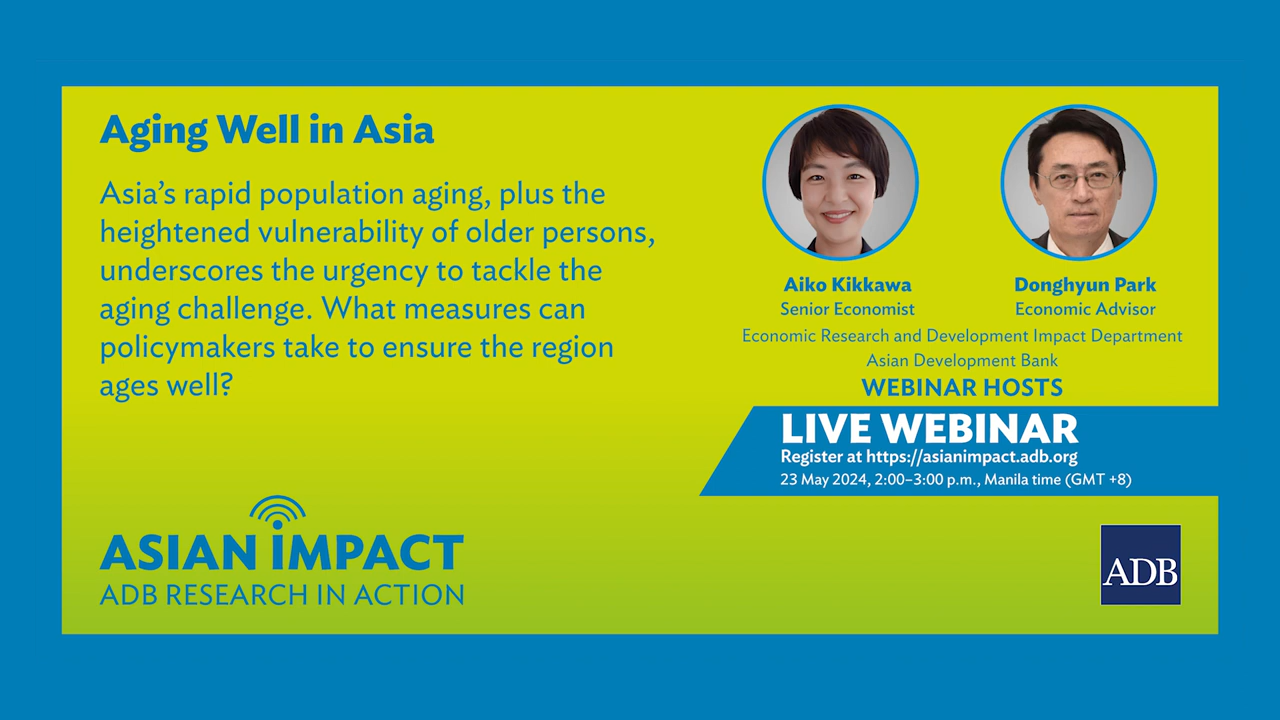 Aging Well in Asia
Asia's rapid population aging, plus the
heightened vulnerability of older persons,
underscores the urgency to tackle the
aging challenge. What measures can
policymakers take to ensure the region
ages well?
Aiko Kikkawa
Senior Economist
Donghyun Park
Economic Advisor
Economic Research and Development Impact Department
Asian Development Bank
WEBINAR HOSTS
LIVE WEBINAR
Register at https://asianimpact.adb.org
23 May 2024, 2:00–3:00 p.m., Manila time (GMT +8)
ASIAN IMPACT
ADB RESEARCH IN ACTION
ADB